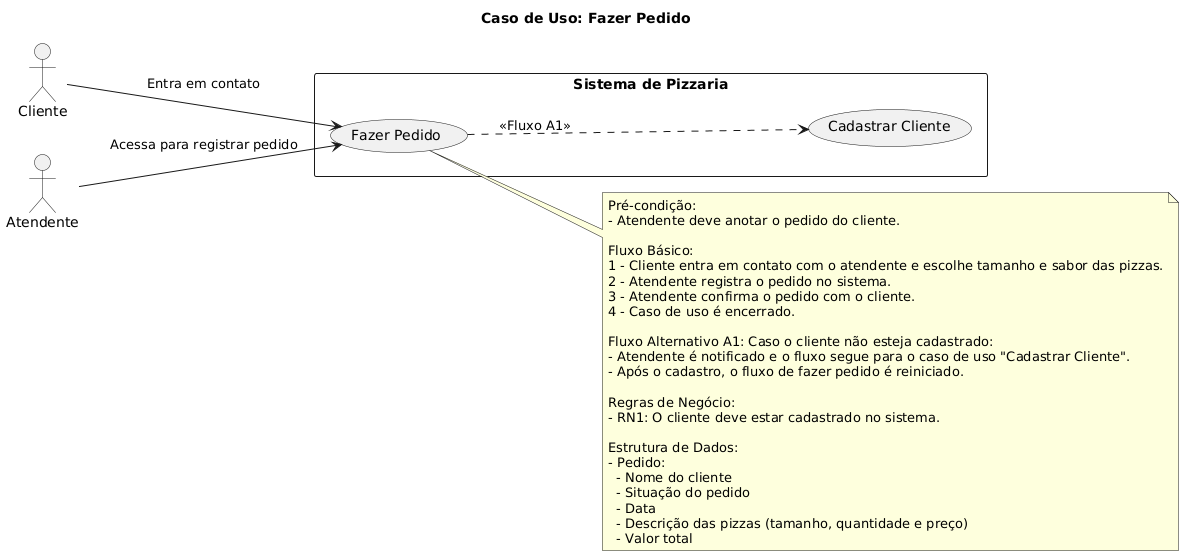 Caso de Uso: Fazer Pedido
Cliente
Entra em contato
Atendente
Acessa para registrar pedido
Sistema de Pizzaria
Fazer Pedido
«Fluxo A1»
Cadastrar Cliente
Pré-condição:
- Atendente deve anotar o pedido do cliente.
Fluxo Básico:
1 - Cliente entra em contato com o atendente e escolhe tamanho e sabor das pizzas.
2 - Atendente registra o pedido no sistema.
3 - Atendente confirma o pedido com o cliente.
4 - Caso de uso é encerrado.
Fluxo Alternativo A1: Caso o cliente não esteja cadastrado:
- Atendente é notificado e o fluxo segue para o caso de uso "Cadastrar Cliente".
- Após o cadastro, o fluxo de fazer pedido é reiniciado.
Regras de Negócio:
- RN1: O cliente deve estar cadastrado no sistema.
Estrutura de Dados:
- Pedido:
- Nome do cliente
- Situação do pedido
- Data
- Descrição das pizzas (tamanho, quantidade e preço)
- Valor total